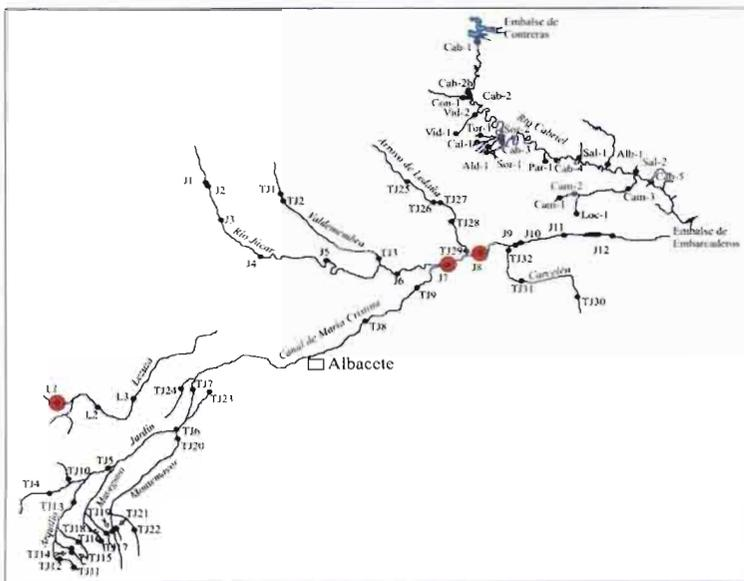 Embalse de
Contreras
Cab-1
Cab-2b
Cab-2
Con-1
Vid-2
Río Cabriel
Tor-1
Vid-1
Cal-1
Cab-3
Ald-1
Sor-1
Par-1
Cab-4
Sal-1
Alb-1
Sal-2
Cab-5
Cam-2
Cam-3
Cam-1
Loc-1
Embalse de
Embarcaderos
Arroyo de Ledaña
TJ25
TJ26
TJ27
TJ28
TJ29
J1
J2
J3
TJ1
TJ2
Valdemembra
Río Júcar
J4
J5
TJ3
J6
J7
J8
J9
J10
J11
J12
TJ32
TJ31
Carcelén
TJ30
TJ9
TJ8
Canal de María Cristina
Albacete
Lezuza
L2
L3
TJ24
TJ7
TJ23
TJ6
TJ20
Jardín
TJ5
TJ10
TJ4
TJ13
Montemayor
TJ19
TJ21
TJ18
TJ22
TJ16
TJ17
TJ14
TJ15
TJ12
TJ11